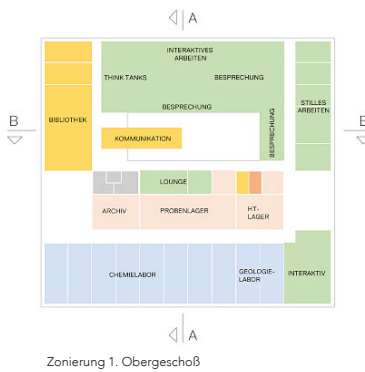 A
INTERAKTIVES
ARBEITEN
THINK TANKS
BESPRECHUNG
STILLES
ARBEITEN
BESPRECHUNG
BESPRECHUNG
BIBLIOTHEK
B
B
KOMMUNIKATION
LOUNGE
ARCHIV
PROBENLAGER
HT-
LAGER
CHEMIELABOR
GEOLOGIE-
LABOR
INTERAKTIV
A
Zonierung 1. Obergeschoß